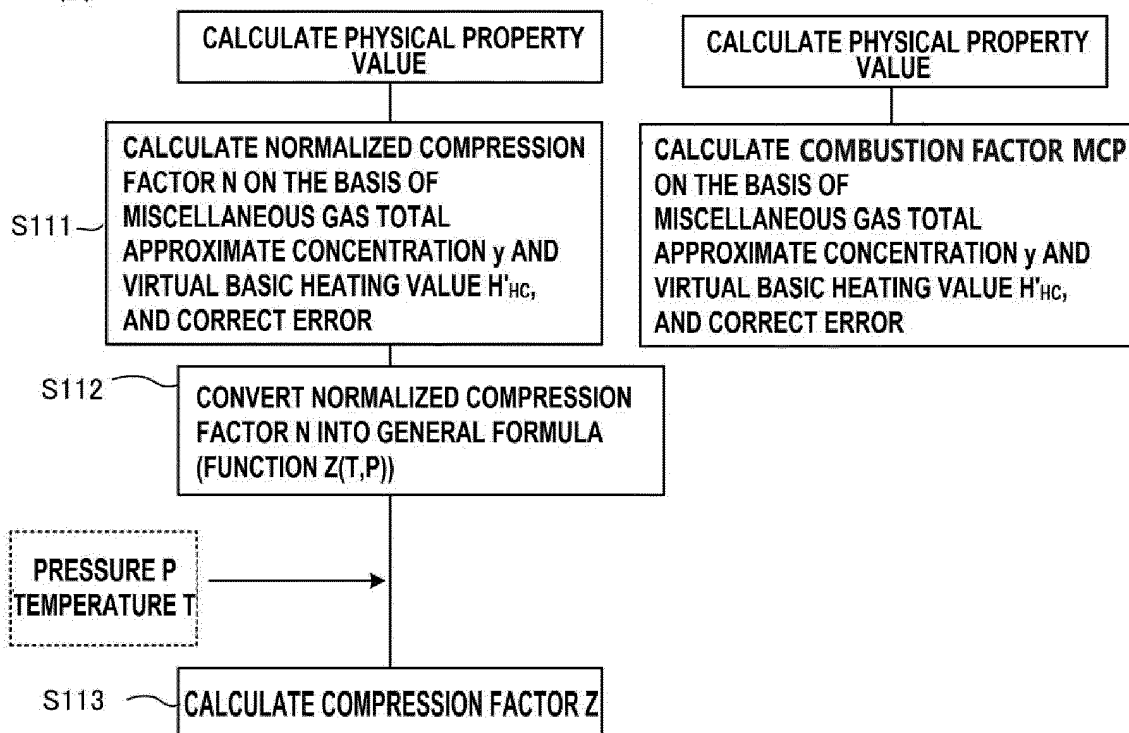 CALCULATE PHYSICAL PROPERTY
VALUE
CALCULATE NORMALIZED COMPRESSION
FACTOR N ON THE BASIS OF
MISCELLANEOUS GAS TOTAL
APPROXIMATE CONCENTRATION y AND
VIRTUAL BASIC HEATING VALUE H'HC,
AND CORRECT ERROR
S111
S112
CONVERT NORMALIZED COMPRESSION
FACTOR N INTO GENERAL FORMULA
(FUNCTION Z(T,P))
PRESSURE P
TEMPERATURE T
S113
CALCULATE COMPRESSION FACTOR Z
CALCULATE PHYSICAL PROPERTY
VALUE
CALCULATE COMBUSTION FACTOR MCP
ON THE BASIS OF
MISCELLANEOUS GAS TOTAL
APPROXIMATE CONCENTRATION y AND
VIRTUAL BASIC HEATING VALUE H'HC,
AND CORRECT ERROR